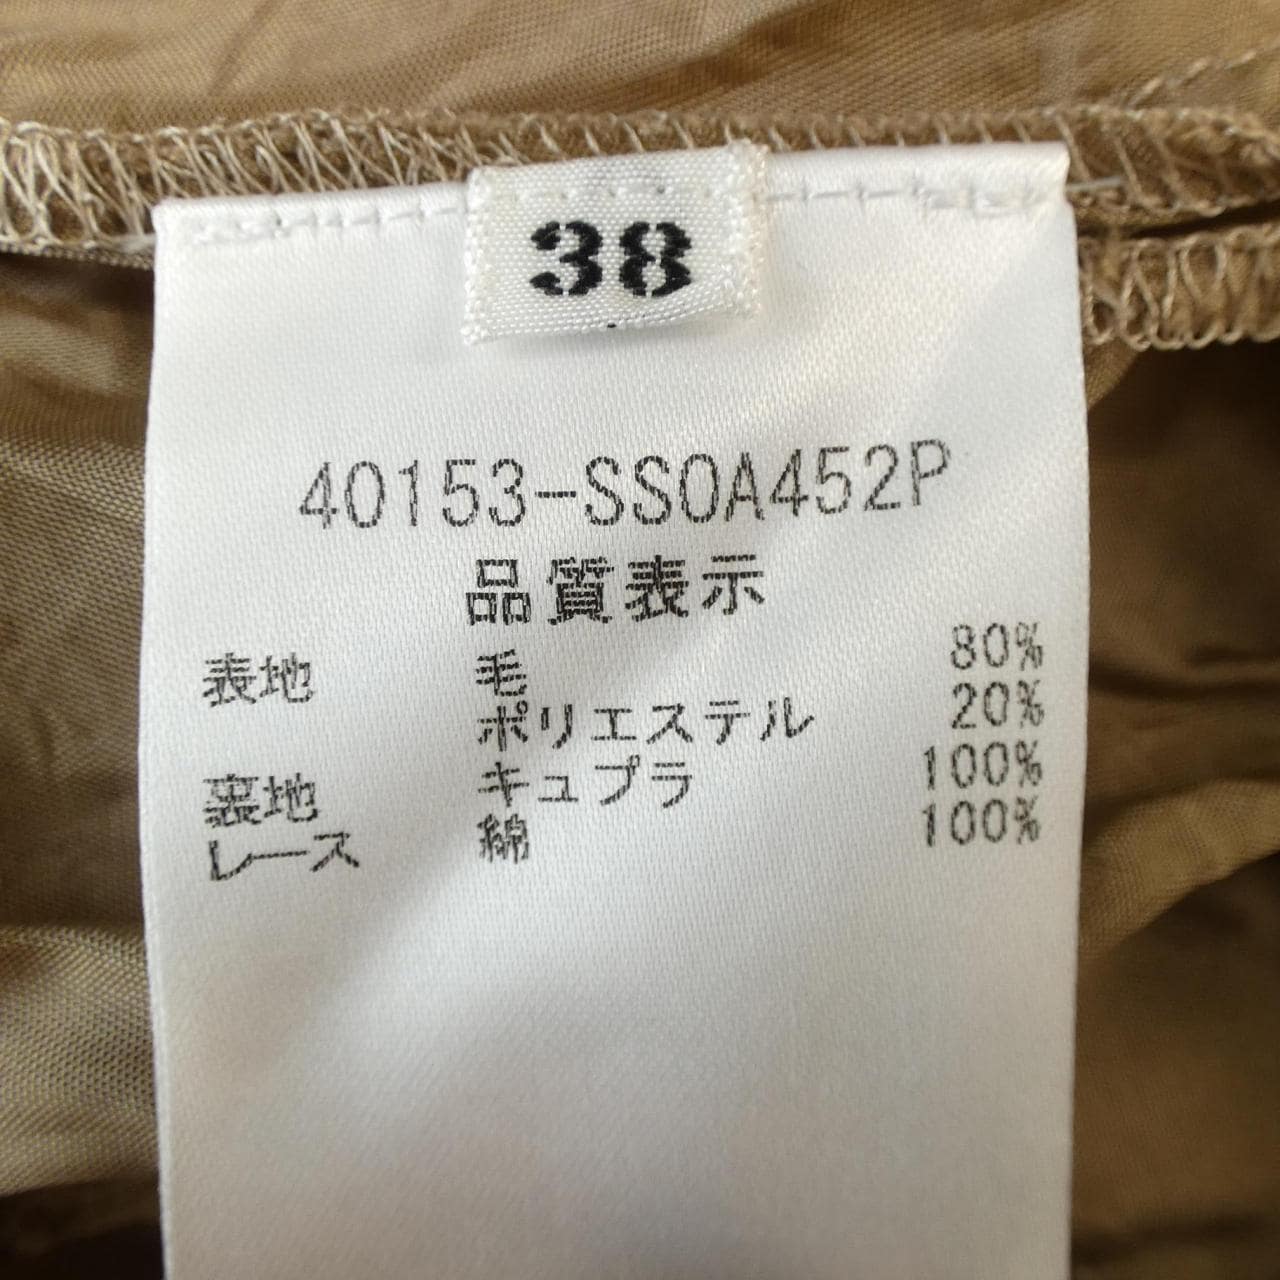 38
40153-SS0A452P
品質表示
表地 毛 80%
ポリエステル 20%
裏地 キュプラ 100%
レース 綿 100%